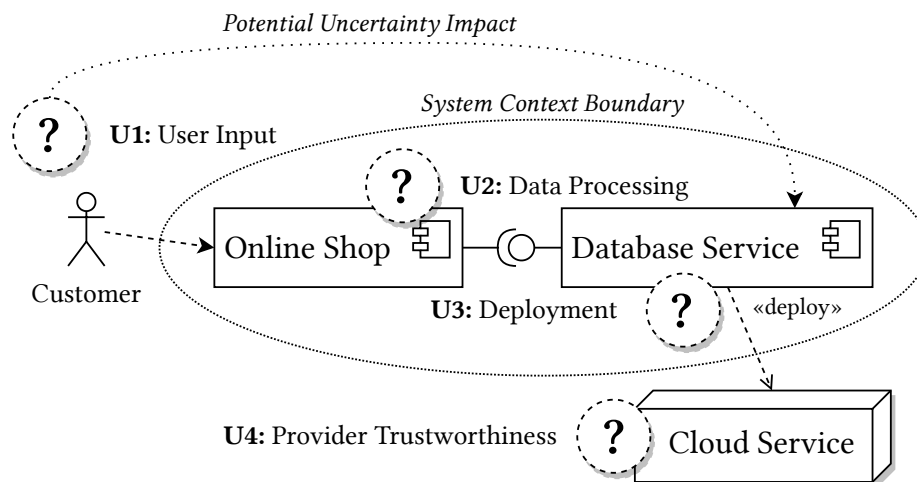 Potential Uncertainty Impact
System Context Boundary
?
U1: User Input
?
U2: Data Processing
Online Shop
Database Service
Customer
U3: Deployment
?
«deploy»
U4: Provider Trustworthiness
?
Cloud Service